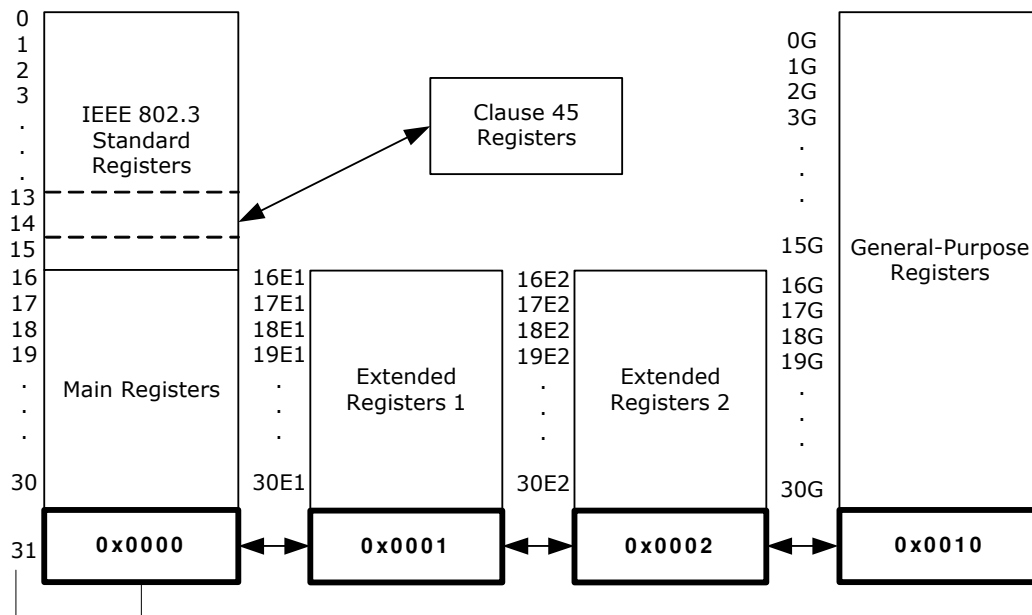 0
1
2
3
.
.
.
13
14
15
16
17
18
19
.
.
.
30
31
IEEE 802.3
Standard
Registers
Main Registers
0x0000
Clause 45
Registers
16E1
17E1
18E1
19E1
.
.
.
30E1
Extended
Registers 1
0x0001
16E2
17E2
18E2
19E2
.
.
.
30E2
Extended
Registers 2
0x0002
0G
1G
2G
3G
.
.
.
15G
16G
17G
18G
19G
.
.
.
30G
General-Purpose
Registers
0x0010